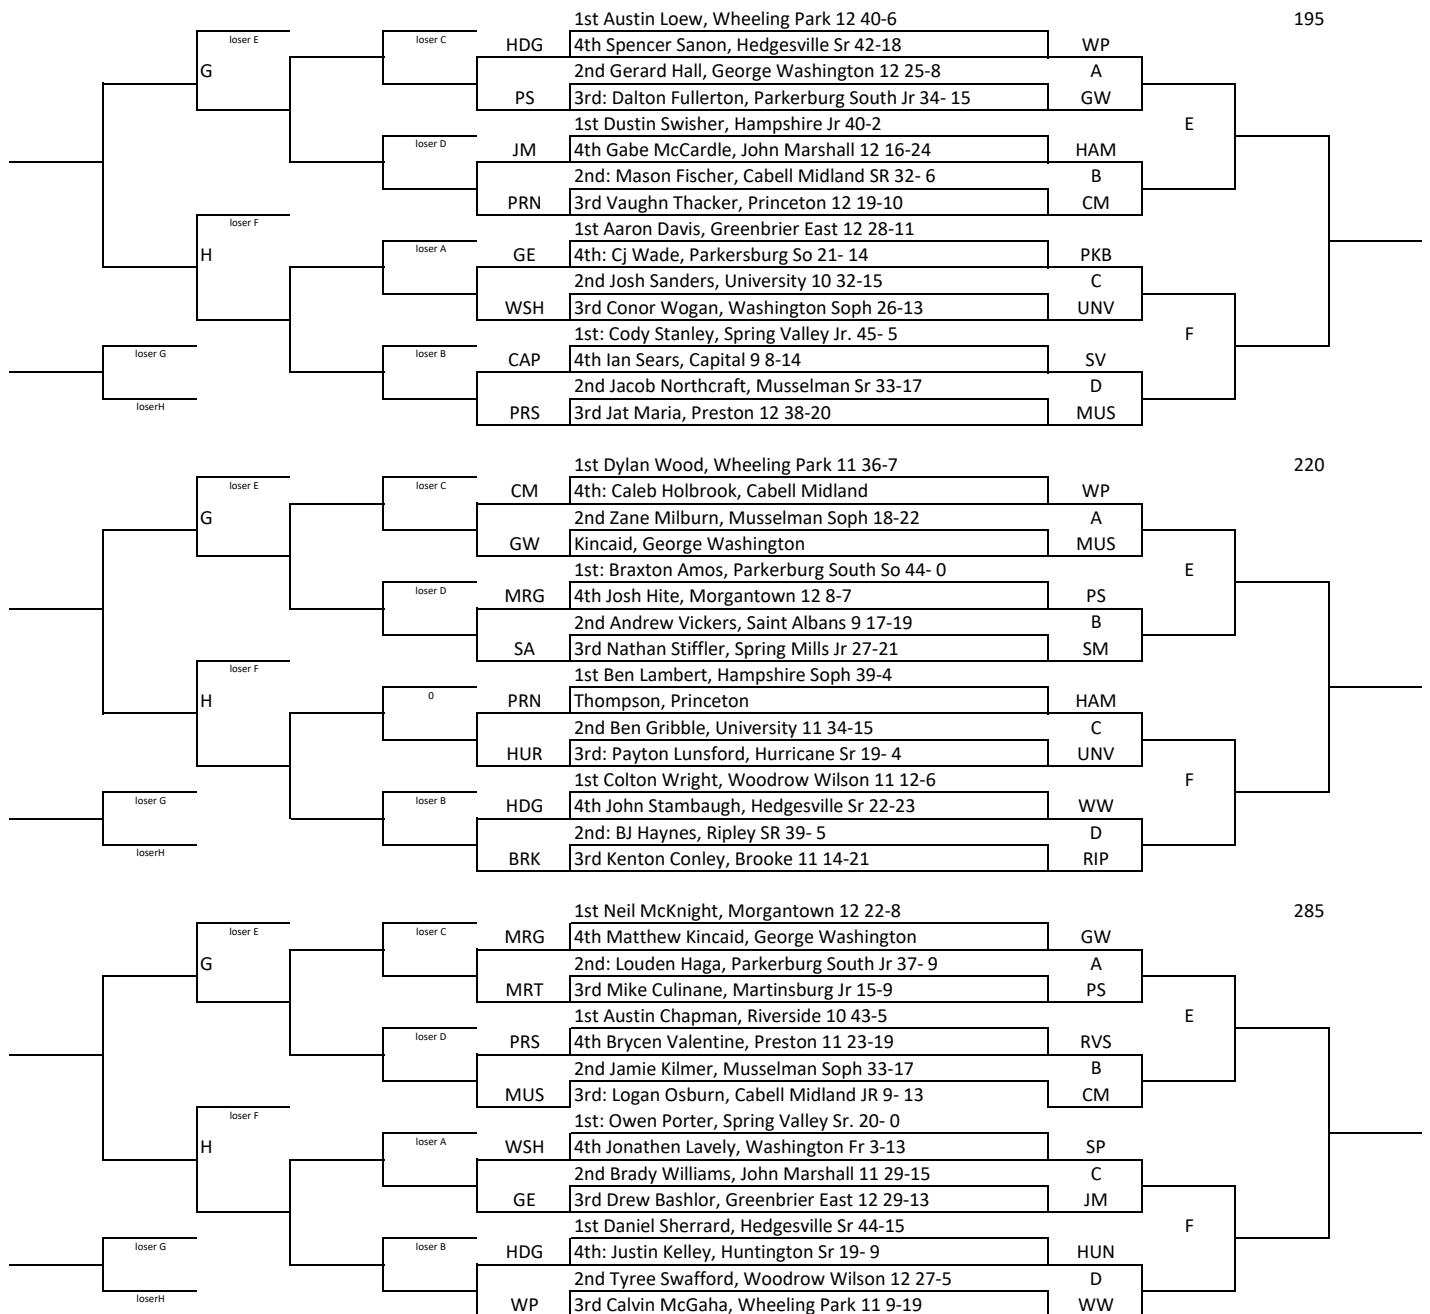 1st Austin Loew, Wheeling Park 12 40-6 195
loser E loser C HDG 4th Spencer Sanon, Hedgesville Sr 42-18 WP
G 2nd Gerard Hall, George Washington 12 25-8 A
PS 3rd: Dalton Fullerton, Parkerburg South Jr 34- 15 GW
1st Dustin Swisher, Hampshire Jr 40-2 E
loser D JM 4th Gabe McCardle, John Marshall 12 16-24 HAM
2nd: Mason Fischer, Cabell Midland SR 32- 6 B
PRN 3rd Vaughn Thacker, Princeton 12 19-10 CM
loser F 1st Aaron Davis, Greenbrier East 12 28-11
H loser A GE 4th: Cj Wade, Parkersburg So 21- 14 PKB
2nd Josh Sanders, University 10 32-15 C
WSH 3rd Conor Wogan, Washington Soph 26-13 UNV
1st: Cody Stanley, Spring Valley Jr. 45- 5 F
loser G loser B CAP 4th Ian Sears, Capital 9 8-14 SV
2nd Jacob Northcraft, Musselman Sr 33-17 D
loserH PRS 3rd Jat Maria, Preston 12 38-20 MUS
1st Dylan Wood, Wheeling Park 11 36-7 220
loser E loser C CM 4th: Caleb Holbrook, Cabell Midland WP
G 2nd Zane Milburn, Musselman Soph 18-22 A
GW Kincaid, George Washington MUS
1st: Braxton Amos, Parkerburg South So 44- 0 E
loser D MRG 4th Josh Hite, Morgantown 12 8-7 PS
2nd Andrew Vickers, Saint Albans 9 17-19 B
SA 3rd Nathan Stiffler, Spring Mills Jr 27-21 SM
loser F 1st Ben Lambert, Hampshire Soph 39-4
H 0 PRN Thompson, Princeton HAM
2nd Ben Gribble, University 11 34-15 C
HUR 3rd: Payton Lunsford, Hurricane Sr 19- 4 UNV
1st Colton Wright, Woodrow Wilson 11 12-6 F
loser G loser B HDG 4th John Stambaugh, Hedgesville Sr 22-23 WW
2nd: BJ Haynes, Ripley SR 39- 5 D
loserH BRK 3rd Kenton Conley, Brooke 11 14-21 RIP
1st Neil McKnight, Morgantown 12 22-8 285
loser E loser C MRG 4th Matthew Kincaid, George Washington GW
G 2nd: Louden Haga, Parkerburg South Jr 37- 9 A
MRT 3rd Mike Culinane, Martinsburg Jr 15-9 PS
1st Austin Chapman, Riverside 10 43-5 E
loser D PRS 4th Brycen Valentine, Preston 11 23-19 RVS
2nd Jamie Kilmer, Musselman Soph 33-17 B
MUS 3rd: Logan Osburn, Cabell Midland JR 9- 13 CM
loser F 1st: Owen Porter, Spring Valley Sr. 20- 0
H loser A WSH 4th Jonathen Lavely, Washington Fr 3-13 SP
2nd Brady Williams, John Marshall 11 29-15 C
GE 3rd Drew Bashlor, Greenbrier East 12 29-13 JM
1st Daniel Sherrard, Hedgesville Sr 44-15 F
loser G loser B HDG 4th: Justin Kelley, Huntington Sr 19- 9 HUN
2nd Tyree Swafford, Woodrow Wilson 12 27-5 D
loserH WP 3rd Calvin McGaha, Wheeling Park 11 9-19 WW